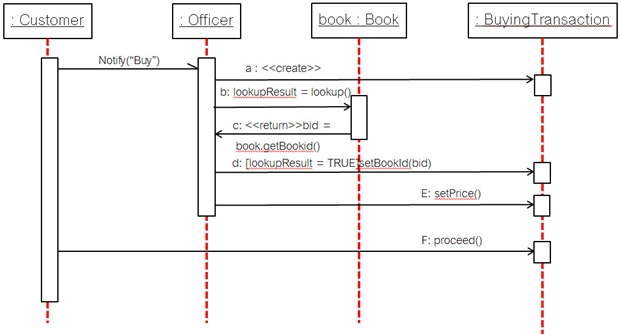 : Customer
: Officer
book : Book
: BuyingTransaction
Notify("Buy")
a : <<create>>
b: lookupResult = lookup()
c: <<return>>bid =
book.getBookid()
d: [lookupResult = TRUE]setBookId(bid)
E: setPrice()
F: proceed()